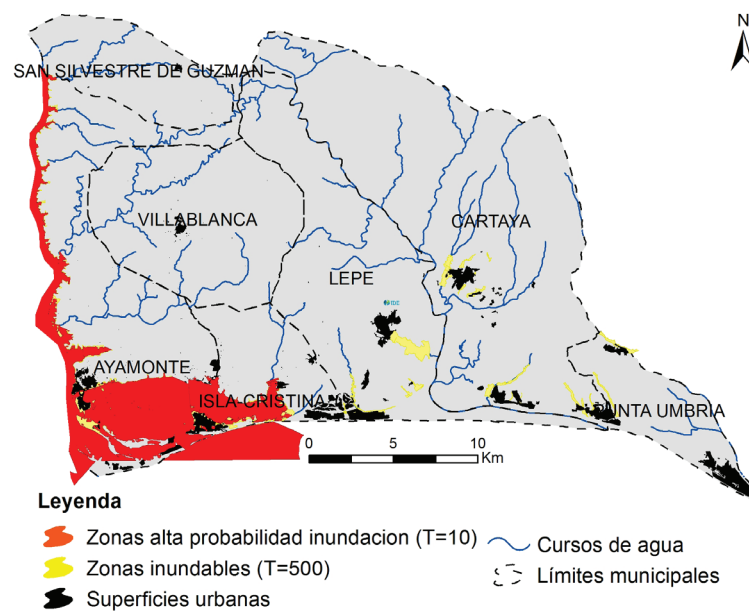 N
SAN SILVESTRE DE GUZMAN
VILLABLANCA
CARTAYA
LEPE
AYAMONTE
ISLA-CRISTINA
PUNTA UMBRIA
0 5 10
Km
Leyenda
Zonas alta probabilidad inundacion (T=10)
Zonas inundables (T=500)
Superficies urbanas
Cursos de agua
Límites municipales